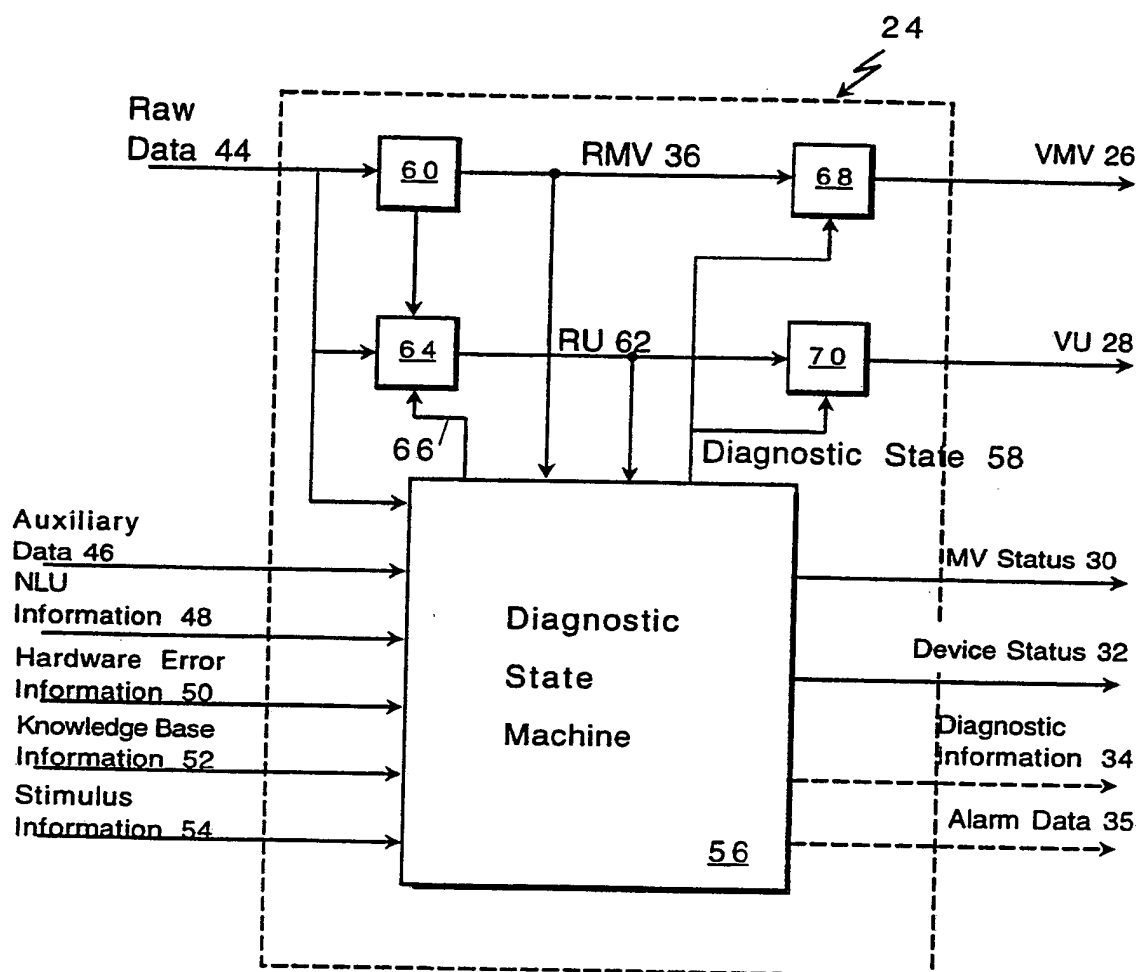 24
Raw
Data 44
60
RMV 36
68
VMV 26
64
RU 62
70
VU 28
66
Diagnostic State 58
Auxiliary
Data 46
NLU
Information 48
Hardware Error
Information 50
Knowledge Base
Information 52
Stimulus
Information 54
Diagnostic
State
Machine
56
MV Status 30
Device Status 32
Diagnostic
Information 34
Alarm Data 35